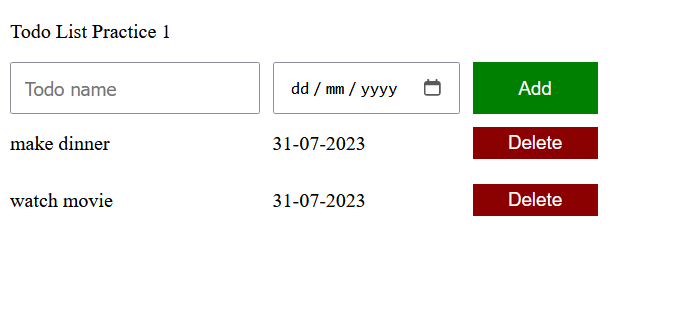 Todo List Practice 1
Todo name dd/mm/yyyy Add
make dinner 31-07-2023 Delete
watch movie 31-07-2023 Delete